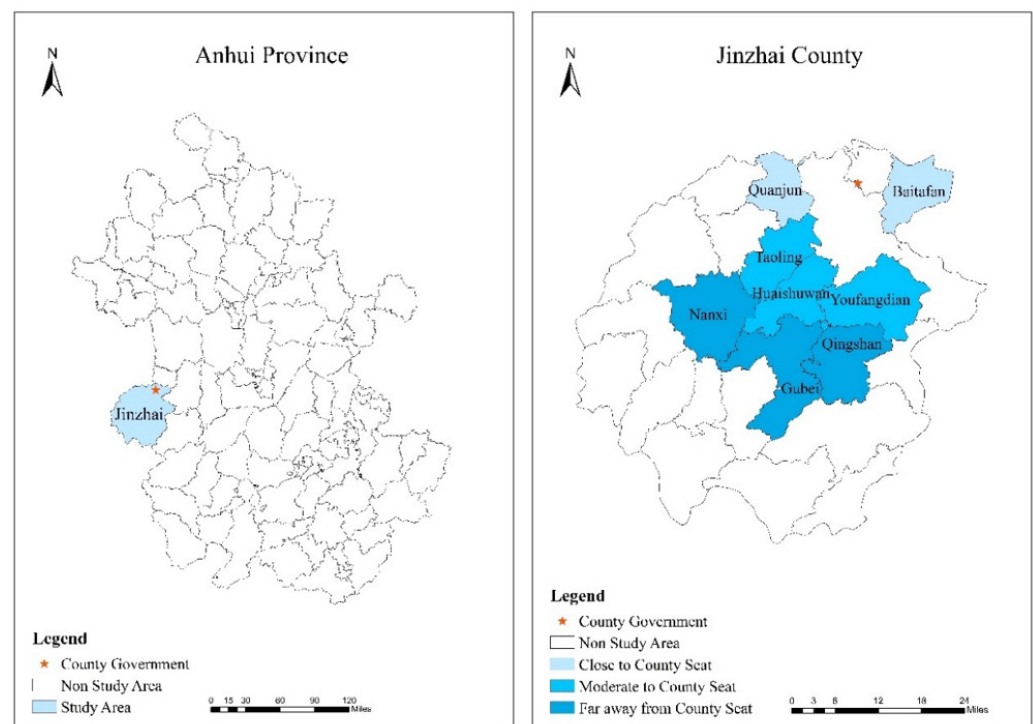 N
Anhui Province
Jinzhai
Legend
County Government
Non Study Area
Study Area
0 15 30 60 90 120
Miles
N
Jinzhai County
Quanjun
Baitafan
Taoling
Huaishuwan
Youfangdian
Nanxi
Qingshan
Gubei
Legend
County Government
Non Study Area
Close to County Seat
Moderate to County Seat
Far away from County Seat
0 3 6 12 18 24
Miles